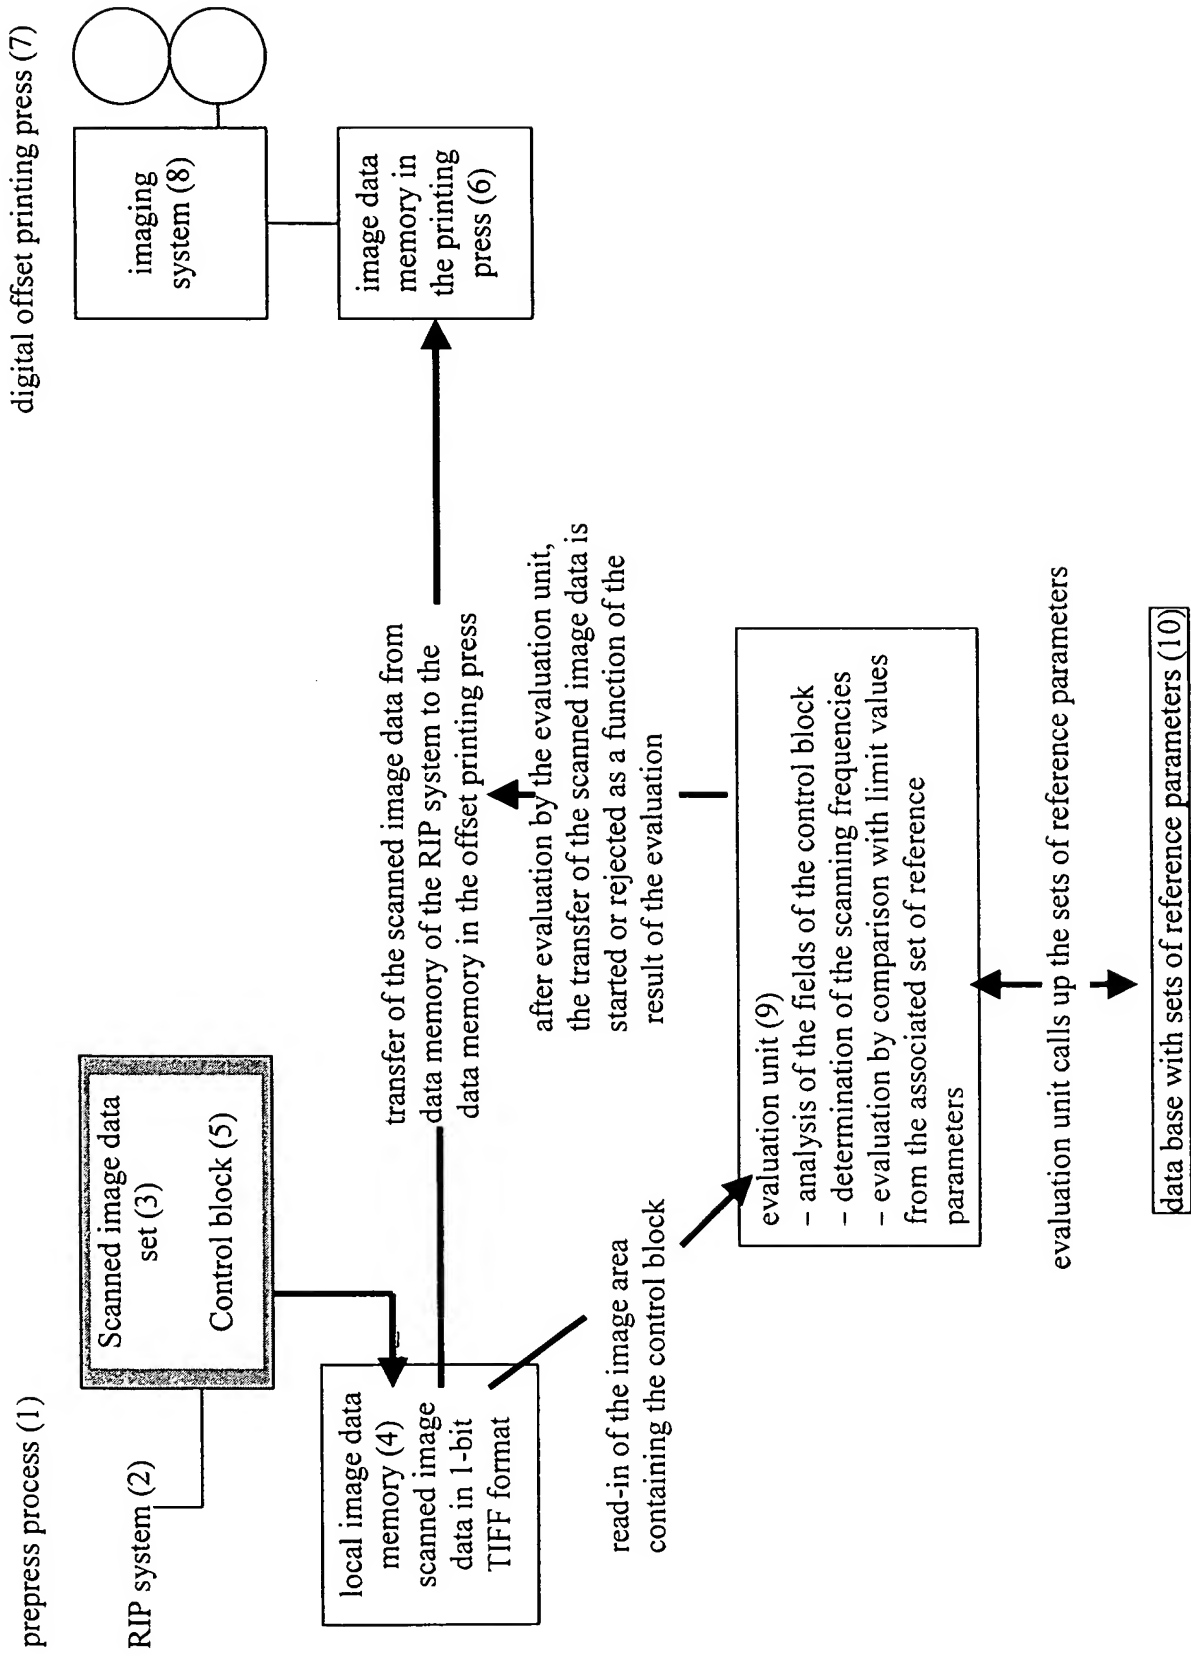 prepress process (1)
digital offset printing press (7)
RIP system (2)
Scanned image data
set (3)
Control block (5)
imaging
system (8)
local image data
memory (4)
scanned image
data in 1-bit
TIFF format
image data
memory in
the printing
press (6)
transfer of the scanned image data from
data memory of the RIP system to the
data memory in the offset printing press
after evaluation by the evaluation unit,
the transfer of the scanned image data is
started or rejected as a function of the
result of the evaluation
read-in of the image area
containing the control block
evaluation unit (9)
– analysis of the fields of the control block
– determination of the scanning frequencies
– evaluation by comparison with limit values
from the associated set of reference
parameters
evaluation unit calls up the sets of reference parameters
data base with sets of reference parameters (10)